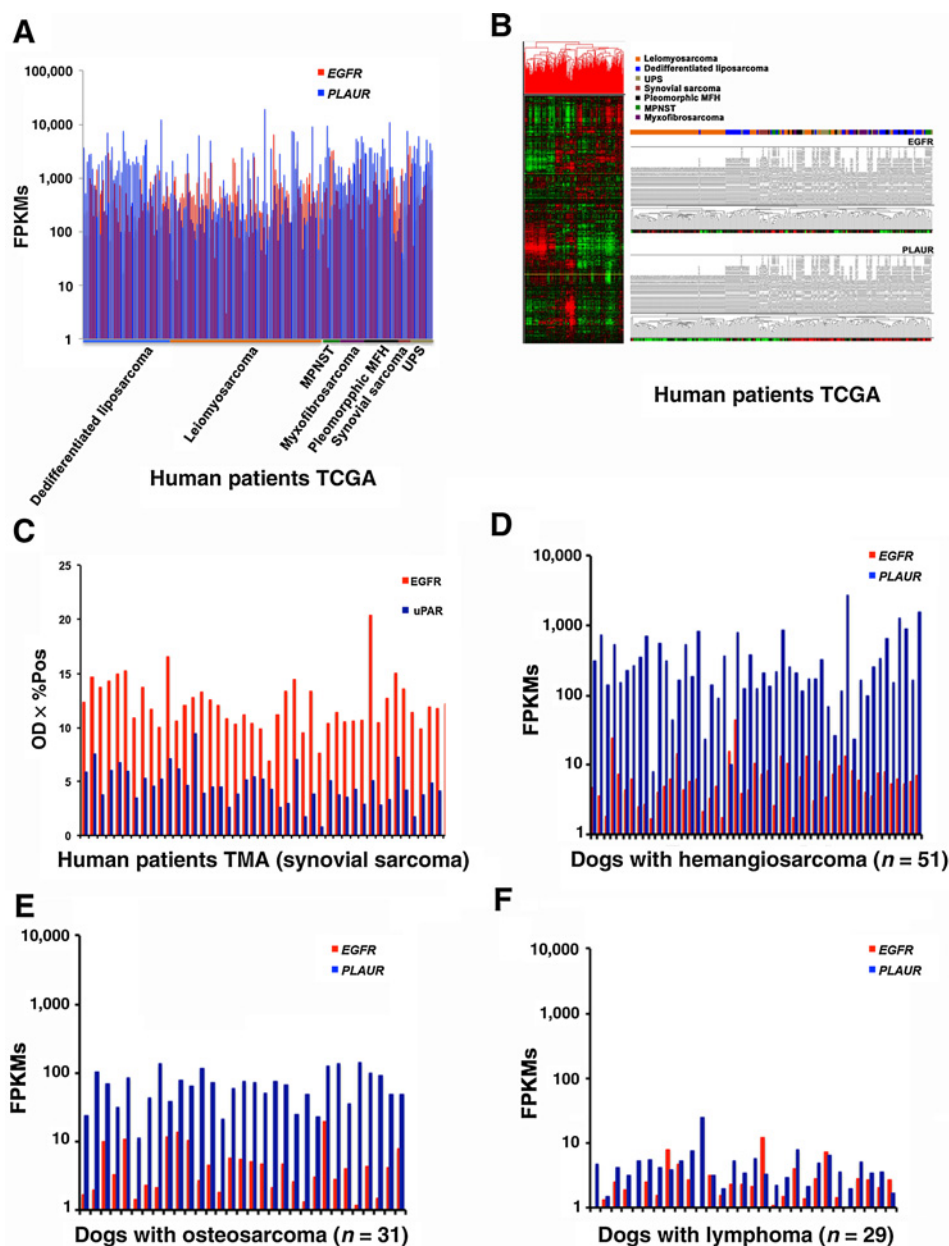 A
EGFR
PLAUR
100,000
10,000
1,000
100
10
1
FPKMs
Dedifferentiated liposarcoma
Leiomyosarcoma
MPNST
Myxofibrosarcoma
Pleomorpphic MFH
Synovial sarcoma
UPS
Human patients TCGA
B
Leiomyosarcoma
Dedifferentiated liposarcoma
UPS
Synovial sarcoma
Pleomorphic MFH
MPNST
Myxofibrosarcoma
EGFR
PLAUR
Human patients TCGA
C
EGFR
uPAR
25
20
15
10
5
0
OD × %Pos
Human patients TMA (synovial sarcoma)
D
EGFR
PLAUR
10,000
1,000
100
10
1
FPKMs
Dogs with hemangiosarcoma (n = 51)
E
EGFR
PLAUR
10,000
1,000
100
10
1
FPKMs
Dogs with osteosarcoma (n = 31)
F
EGFR
PLAUR
10,000
1,000
100
10
1
FPKMs
Dogs with lymphoma (n = 29)